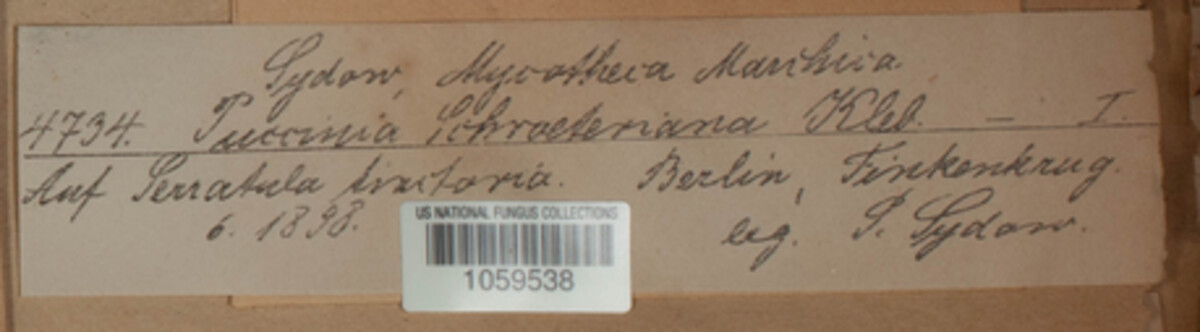 Sydow, Mycotheca Marchica.
4734. Puccinia Schroeteriana Kleb. — I.
Auf Serratula tinctoria. Berlin, Finkenkrug.
6. 1898. leg. P. Sydow.
US NATIONAL FUNGUS COLLECTIONS
1059538